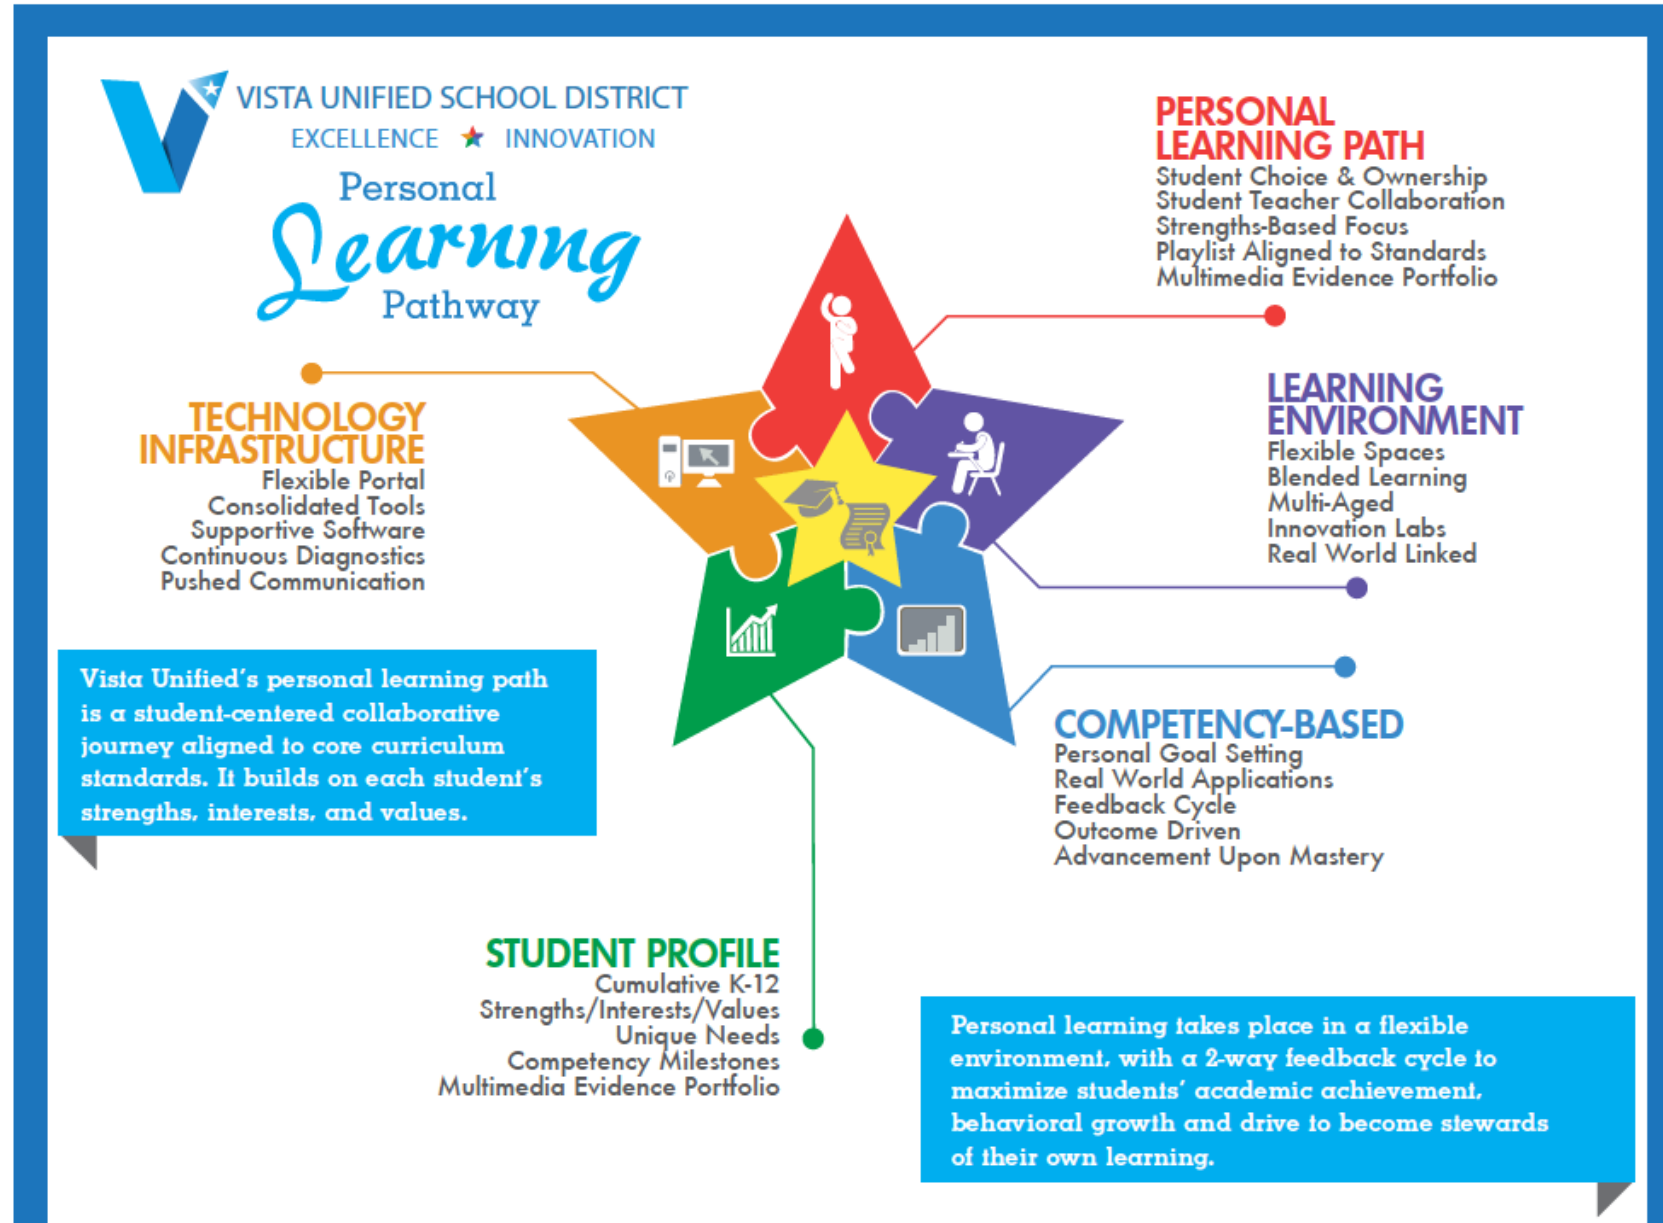 VISTA UNIFIED SCHOOL DISTRICT
EXCELLENCE INNOVATION
Personal
Learning
Pathway
PERSONAL
LEARNING PATH
Student Choice & Ownership
Student Teacher Collaboration
Strengths-Based Focus
Playlist Aligned to Standards
Multimedia Evidence Portfolio
TECHNOLOGY
INFRASTRUCTURE
Flexible Portal
Consolidated Tools
Supportive Software
Continuous Diagnostics
Pushed Communication
LEARNING
ENVIRONMENT
Flexible Spaces
Blended Learning
Multi-Aged
Innovation Labs
Real World Linked
Vista Unified's personal learning path
is a student-centered collaborative
journey aligned to core curriculum
standards. It builds on each student's
strengths, interests, and values.
COMPETENCY-BASED
Personal Goal Setting
Real World Applications
Feedback Cycle
Outcome Driven
Advancement Upon Mastery
STUDENT PROFILE
Cumulative K-12
Strengths/Interests/Values
Unique Needs
Competency Milestones
Multimedia Evidence Portfolio
Personal learning takes place in a flexible
environment, with a 2-way feedback cycle to
maximize students' academic achievement,
behavioral growth and drive to become stewards
of their own learning.